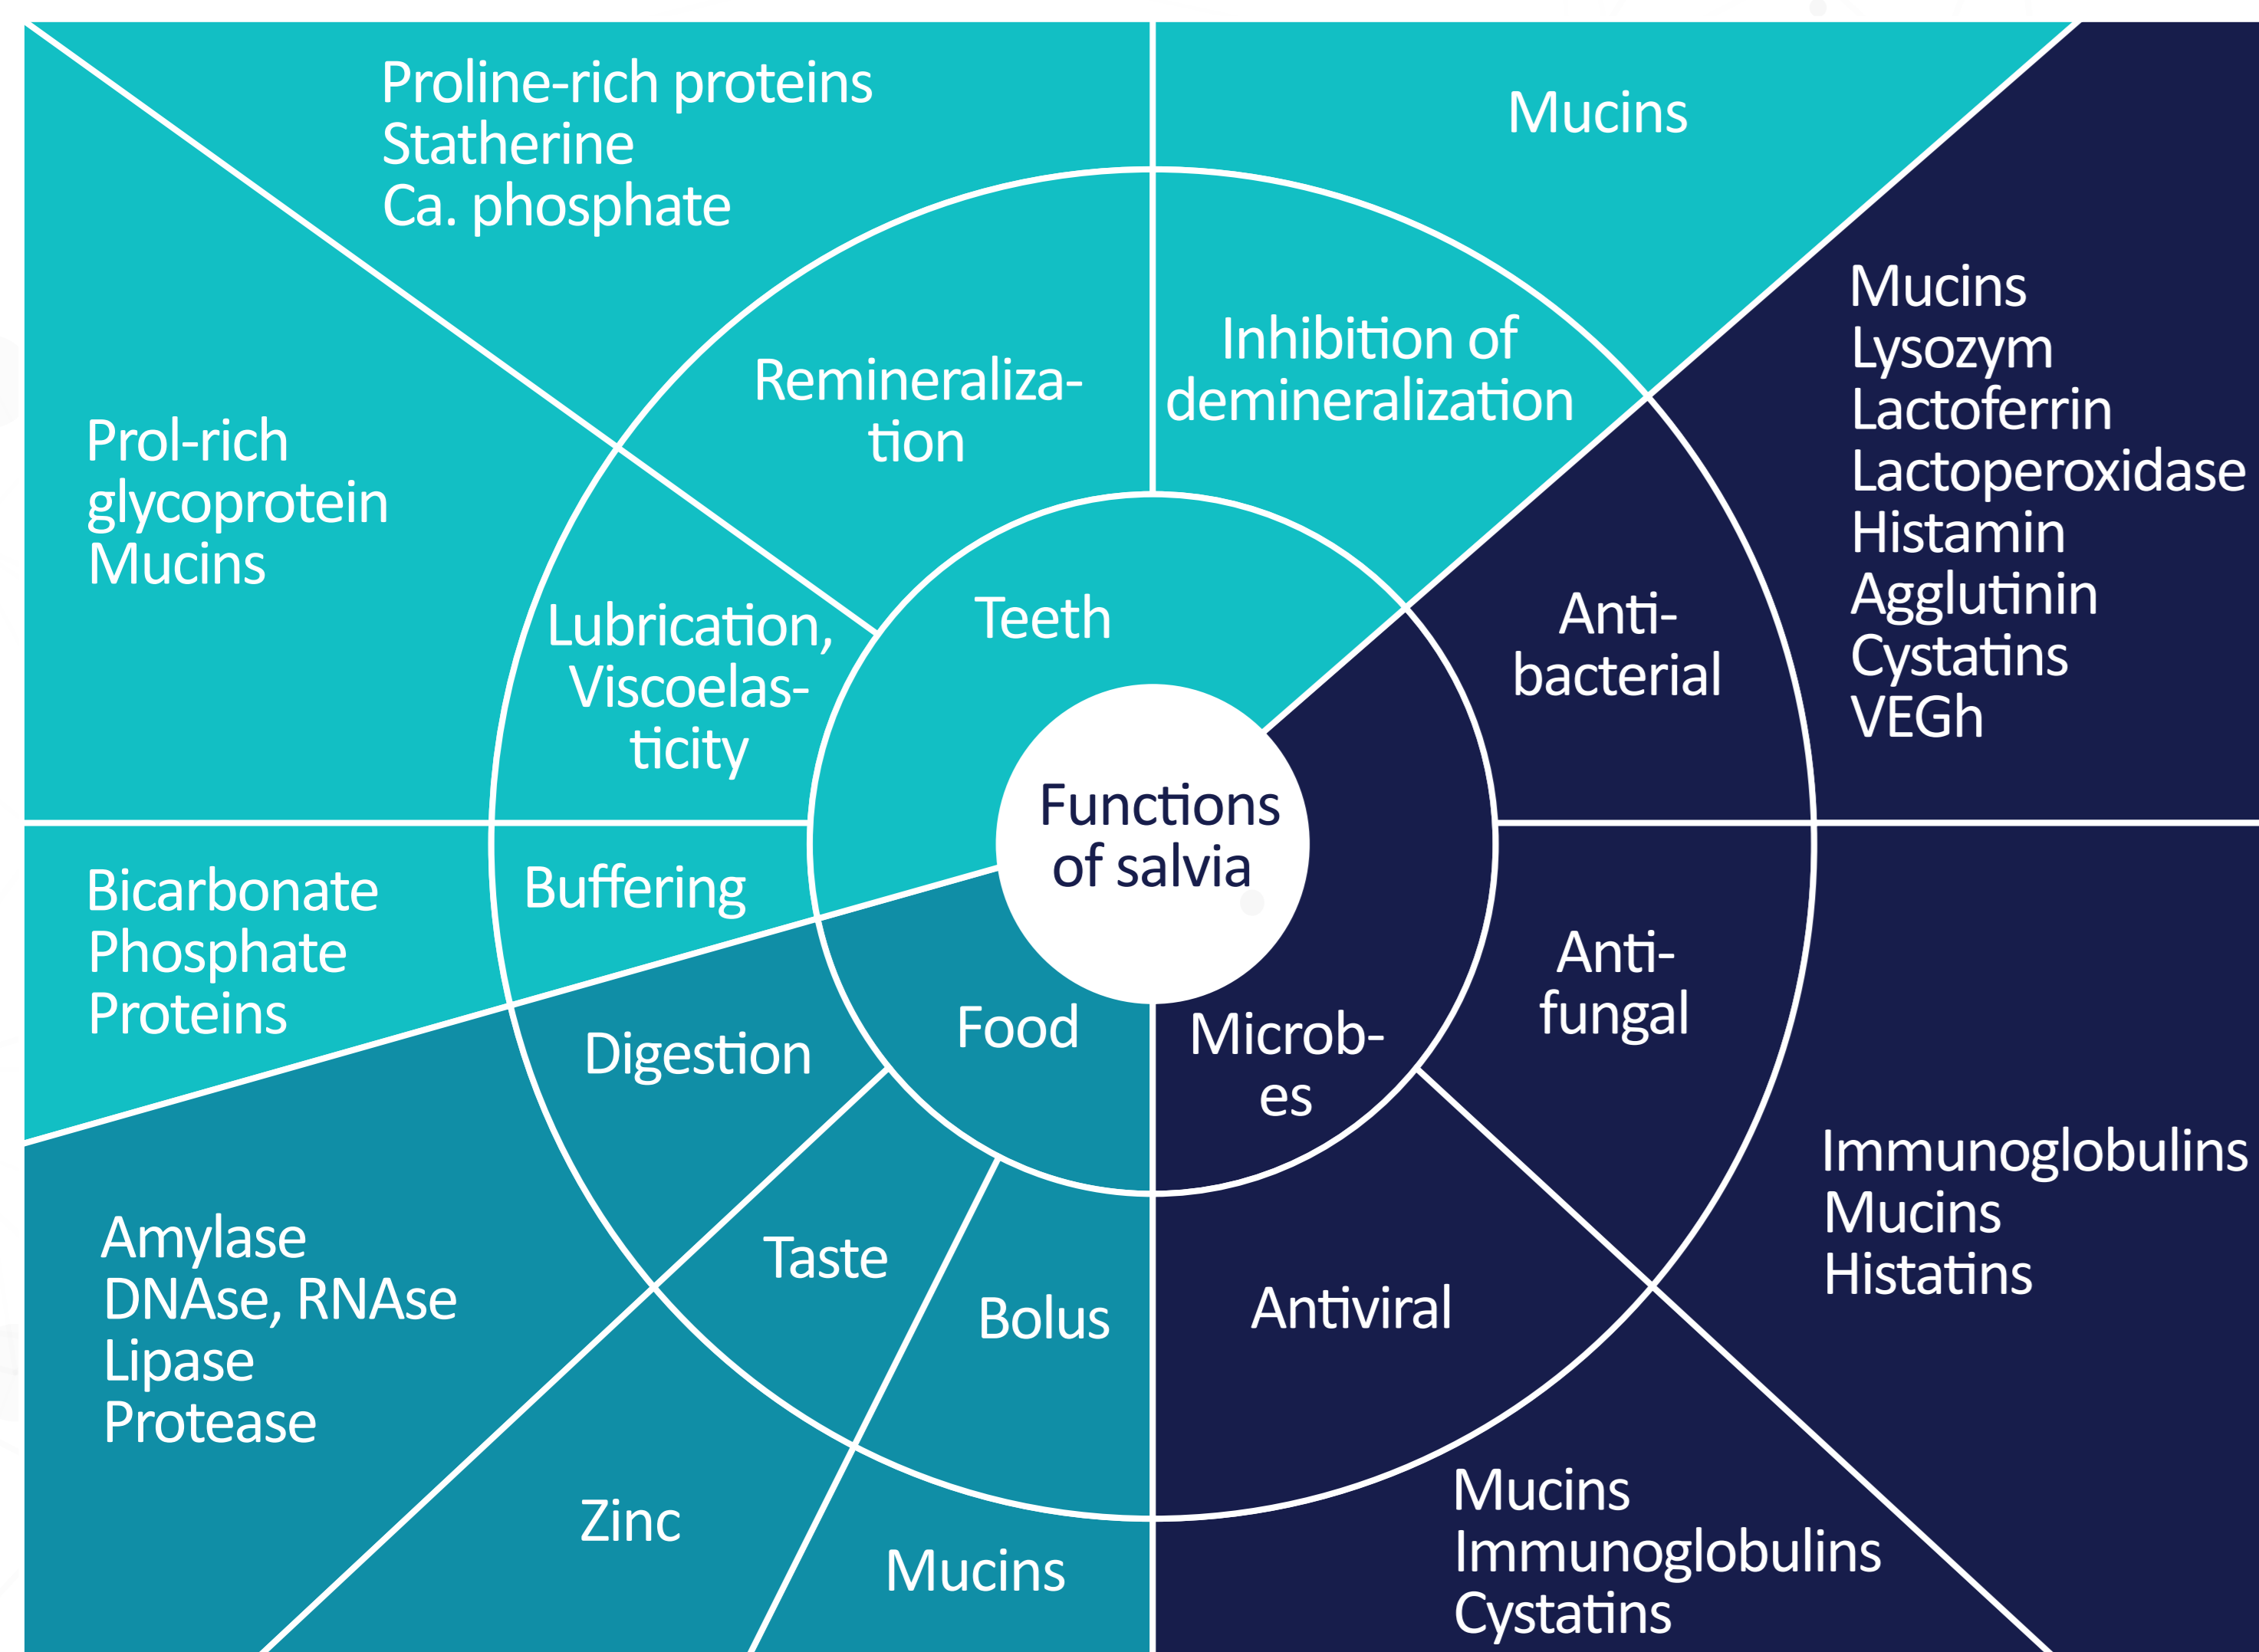 Proline-rich proteins
Statherine
Ca. phosphate
Mucins
Prol-rich
glycoprotein
Mucins
Remineraliza-
tion
Inhibition of
demineralization
Mucins
Lysozym
Lactoferrin
Lactoperoxidase
Histamin
Agglutinin
Cystatins
VEGh
Lubrication,
Viscoelas-
ticity
Teeth
Anti-
bacterial
Functions
of salvia
Bicarbonate
Phosphate
Proteins
Buffering
Digestion
Food
Microb-
es
Anti-
fungal
Immunoglobulins
Mucins
Histatins
Amylase
DNAse, RNAse
Lipase
Protease
Taste
Bolus
Antiviral
Zinc
Mucins
Mucins
Immunoglobulins
Cystatins